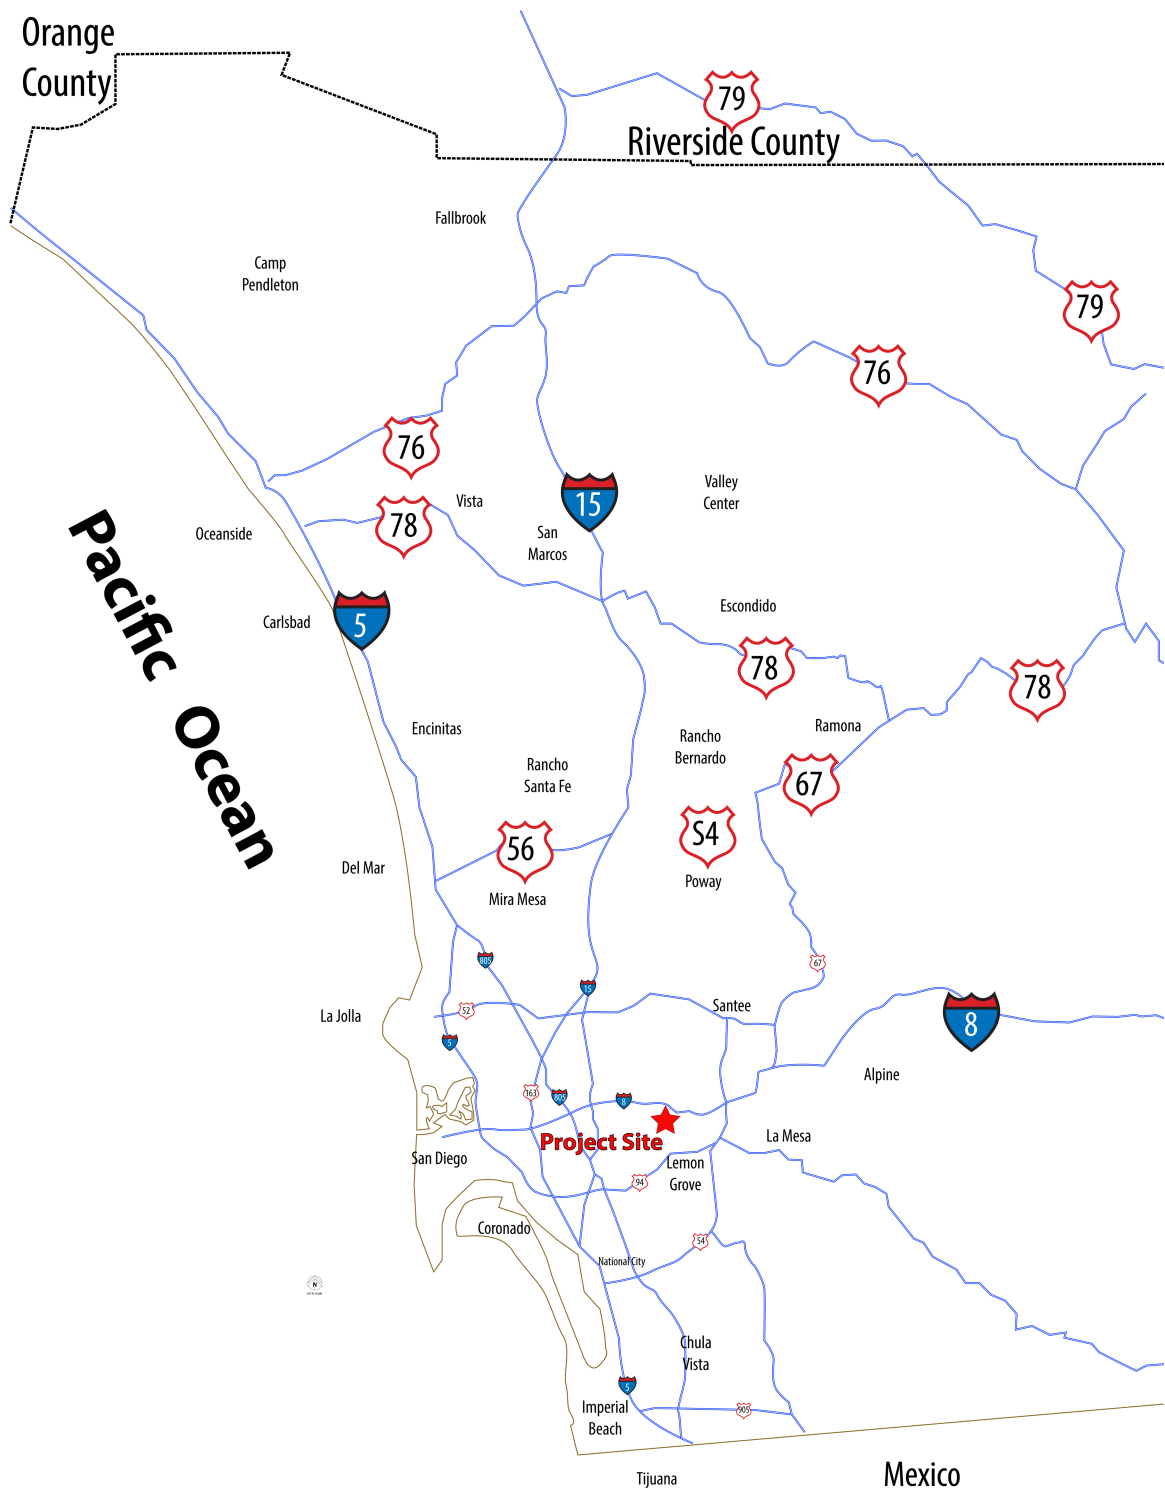 Orange
County
79
Riverside County
Fallbrook
Camp
Pendleton
79
76
76
Valley
Center
15
Vista
78
San
Marcos
Oceanside
Pacific Ocean
Escondido
Carlsbad
5
78
78
Ramona
Encinitas
Rancho
Bernardo
Rancho
Santa Fe
67
S4
56
Del Mar
Poway
Mira Mesa
805
67
15
Santee
52
La Jolla
8
5
Alpine
163
805
8
Project Site
La Mesa
San Diego
Lemon
Grove
94
Coronado
54
National City
N
Chula
Vista
5
Imperial
Beach
905
Tijuana
Mexico